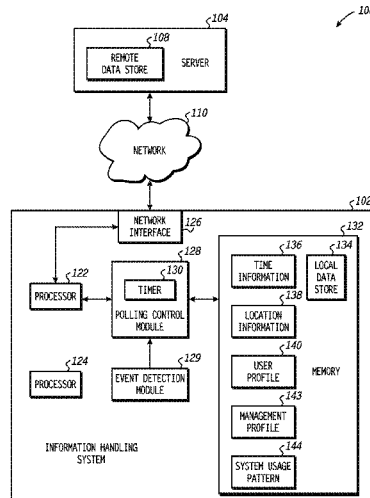 100
104
108
REMOTE
DATA STORE
SERVER
110
NETWORK
102
NETWORK
INTERFACE
126
132
128
130
TIMER
POLLING CONTROL
MODULE
122
PROCESSOR
124
PROCESSOR
129
EVENT DETECTION
MODULE
136
TIME
INFORMATION
134
LOCAL
DATA
STORE
138
LOCATION
INFORMATION
140
USER
PROFILE
MEMORY
143
MANAGEMENT
PROFILE
144
SYSTEM USAGE
PATTERN
INFORMATION HANDLING
SYSTEM